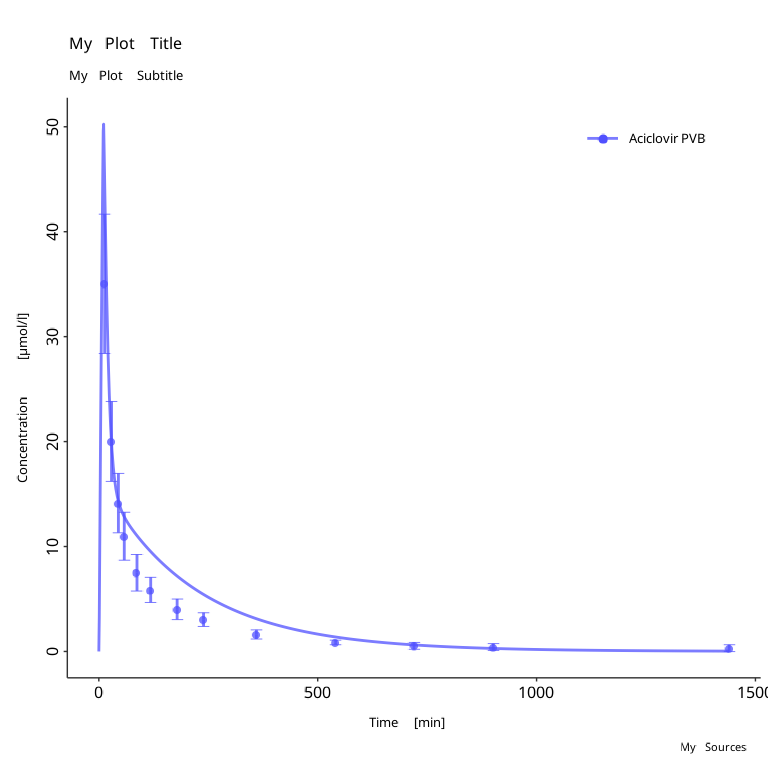 My Plot Title
My Plot Subtitle
Aciclovir PVB
Concentration [µmol/l]
50
40
30
20
10
0
0 500 1000 1500
Time [min]
My Sources